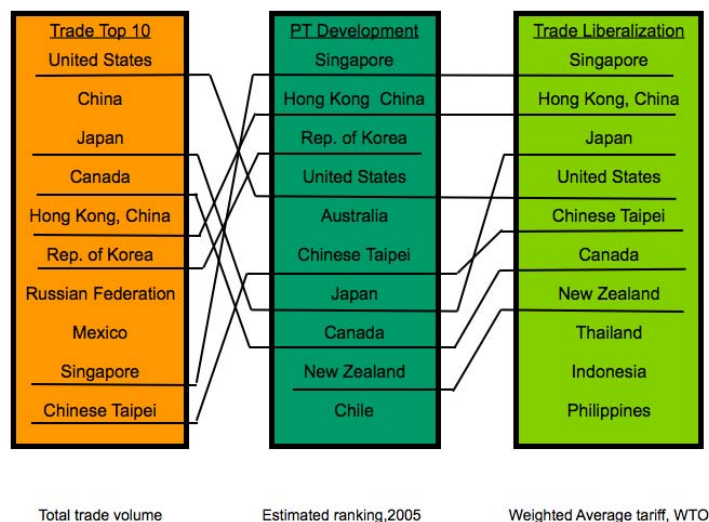 Trade Top 10
United States
China
Japan
Canada
Hong Kong, China
Rep. of Korea
Russian Federation
Mexico
Singapore
Chinese Taipei
PT Development
Singapore
Hong Kong China
Rep. of Korea
United States
Australia
Chinese Taipei
Japan
Canada
New Zealand
Chile
Trade Liberalization
Singapore
Hong Kong, China
Japan
United States
Chinese Taipei
Canada
New Zealand
Thailand
Indonesia
Philippines
Total trade volume
Estimated ranking,2005
Weighted Average tariff, WTO